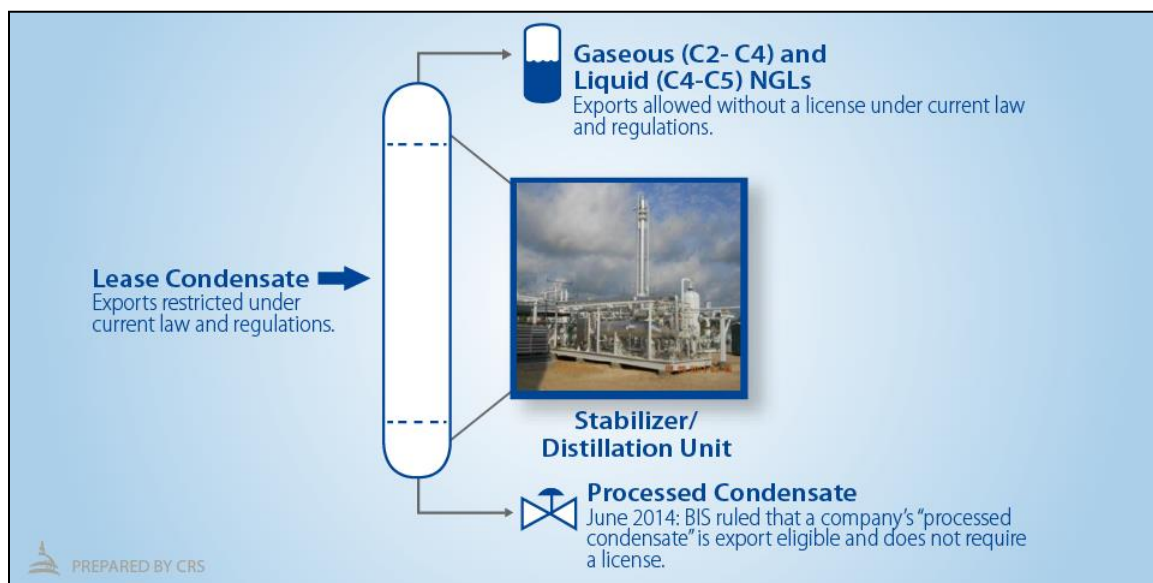 Gaseous (C2- C4) and
Liquid (C4-C5) NGLs
Exports allowed without a license under current law
and regulations.
Lease Condensate
Exports restricted under
current law and regulations.
Stabilizer/
Distillation Unit
Processed Condensate
June 2014: BIS ruled that a company's “processed
condensate” is export eligible and does not require
a license.
PREPARED BY CRS